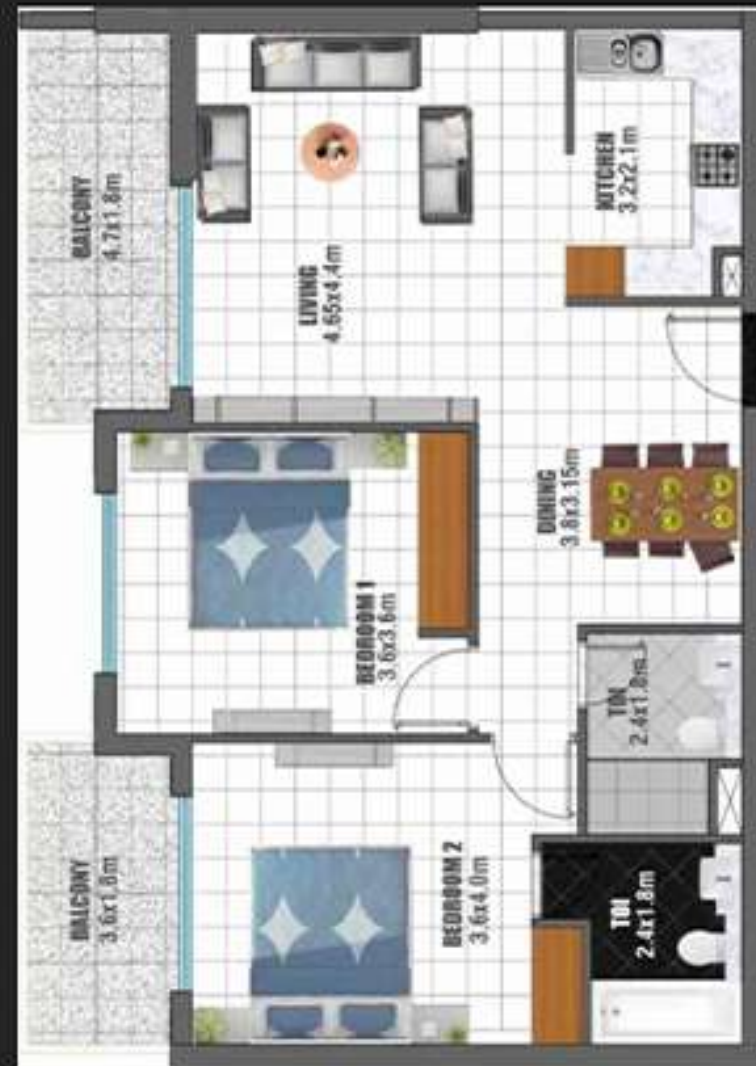 BALCONY
4.7x1.8m
LIVING
4.65x4.4m
KITCHEN
3.2x2.1m
DINING
3.8x3.15m
BEDROOM 1
3.6x3.6m
TOI
2.4x1.8m
BALCONY
3.6x1.8m
BEDROOM 2
3.6x4.0m
TOI
2.4x1.8m